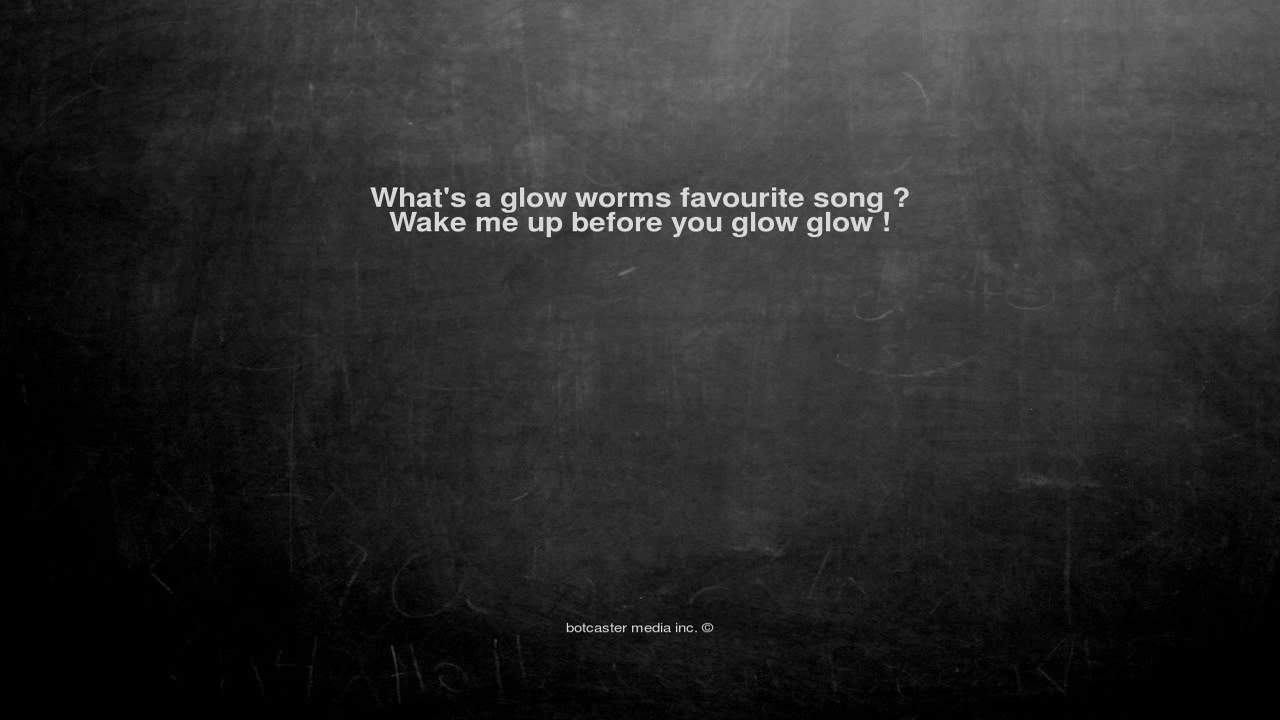 What's a glow worms favourite song ?
Wake me up before you glow glow !
botcaster media inc. ©